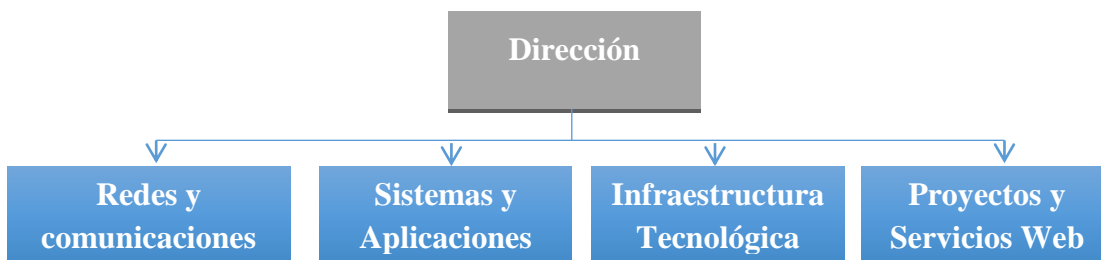 Dirección
Redes y
comunicaciones
Sistemas y
Aplicaciones
Infraestructura
Tecnológica
Proyectos y
Servicios Web